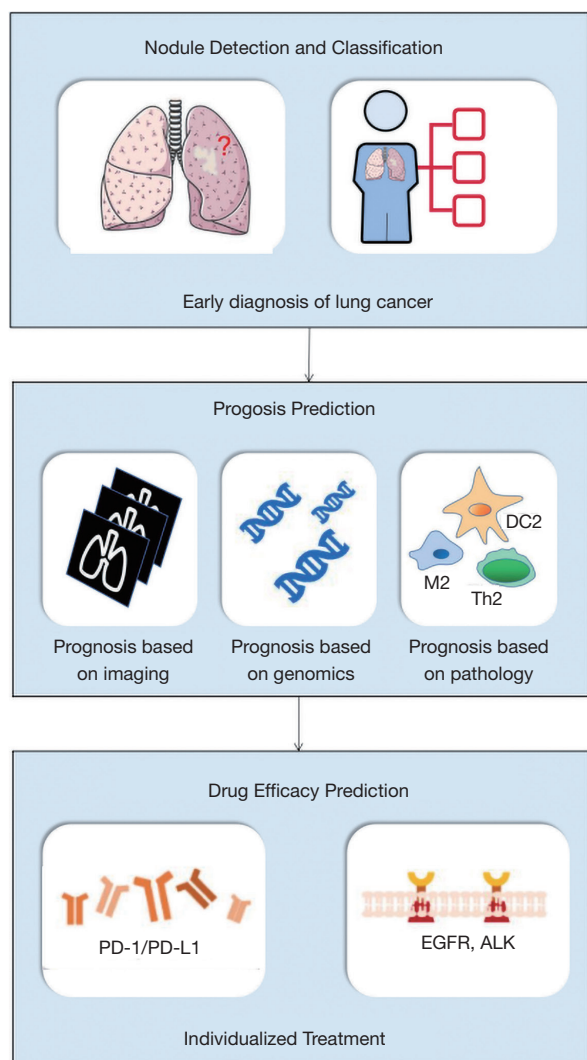 Nodule Detection and Classification
?
Early diagnosis of lung cancer
Progosis Prediction
DC2
M2
Th2
Prognosis based
on imaging
Prognosis based
on genomics
Prognosis based
on pathology
Drug Efficacy Prediction
PD-1/PD-L1
EGFR, ALK
Individualized Treatment